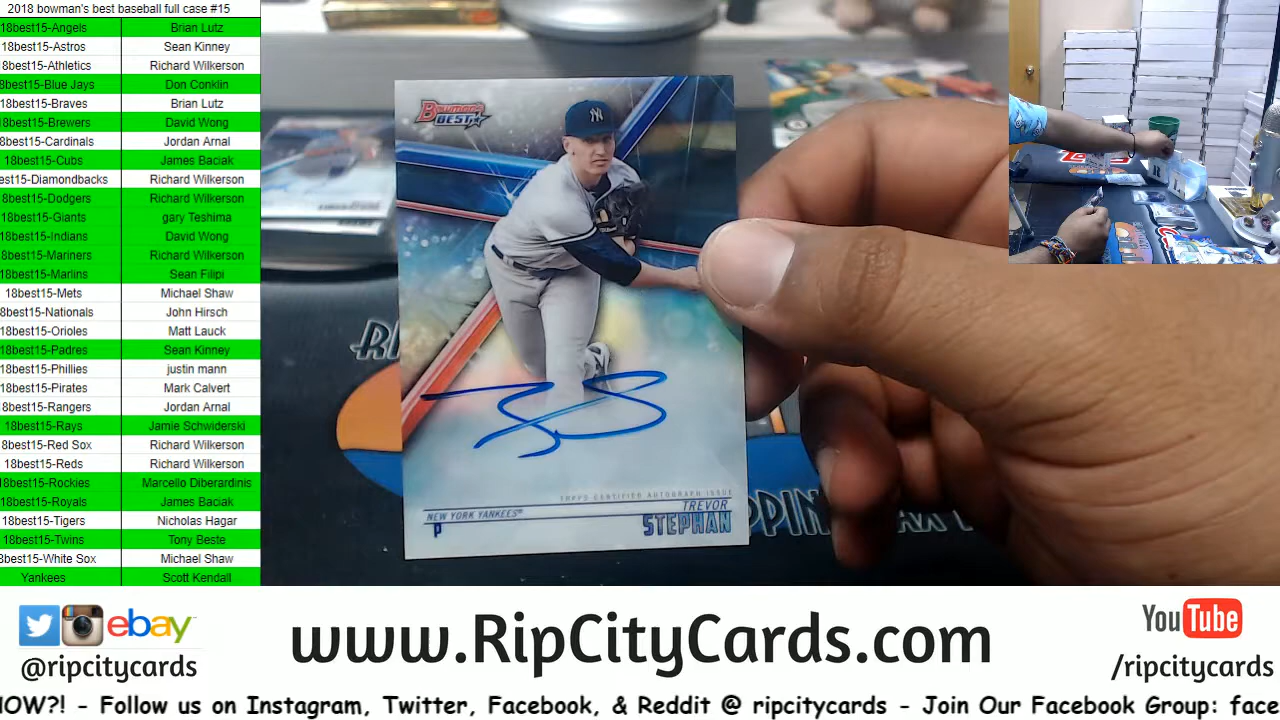 2018 bowman's best baseball full case #15
18best15-Angels Brian Lutz
18best15-Astros Sean Kinney
18best15-Athletics Richard Wilkerson
8best15-Blue Jays Don Conklin
18best15-Braves Brian Lutz
18best15-Brewers David Wong
18best15-Cardinals Jordan Arnal
18best15-Cubs James Baciak
est15-Diamondbacks Richard Wilkerson
18best15-Dodgers Richard Wilkerson
18best15-Giants gary Teshima
18best15-Indians David Wong
8best15-Mariners Richard Wilkerson
18best15-Marlins Sean Filipi
18best15-Mets Michael Shaw
8best15-Nationals John Hirsch
18best15-Orioles Matt Lauck
18best15-Padres Sean Kinney
18best15-Phillies justin mann
18best15-Pirates Mark Calvert
18best15-Rangers Jordan Arnal
18best15-Rays Jamie Schwiderski
8best15-Red Sox Richard Wilkerson
18best15-Reds Richard Wilkerson
18best15-Rockies Marcello Diberardinis
18best15-Royals James Baciak
18best15-Tigers Nicholas Hagar
18best15-Twins Tony Beste
8best15-White Sox Michael Shaw
Yankees Scott Kendall
Bowman's
BEST
NY
TOPPS CERTIFIED AUTOGRAPH ISSUE
NEW YORK YANKEES® TREVOR
P STEPHAN
ebay
@ripcitycards
www.RipCityCards.com
YouTube
/ripcitycards
NOW?! - Follow us on Instagram, Twitter, Facebook, & Reddit @ ripcitycards - Join Our Facebook Group: face